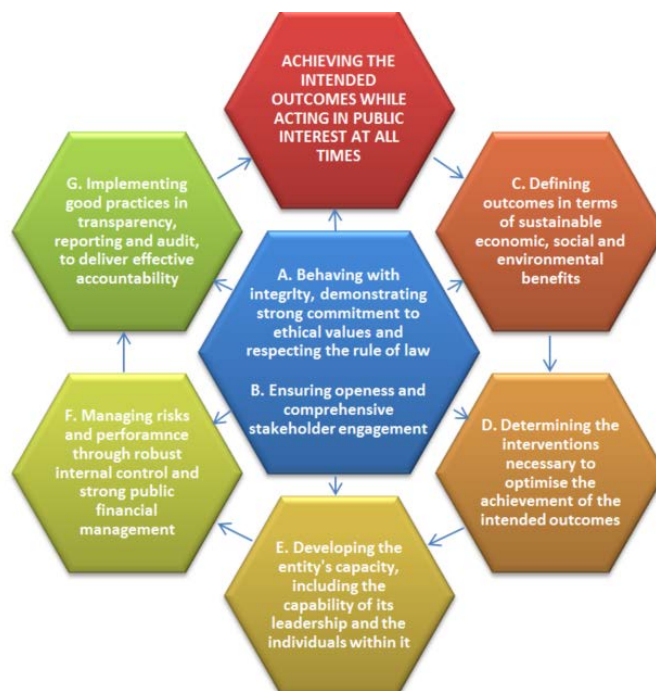 ACHIEVING THE
INTENDED
OUTCOMES WHILE
ACTING IN PUBLIC
INTEREST AT ALL
TIMES
G. Implementing
good practices in
transparency,
reporting and audit,
to deliver effective
accountability
C. Defining
outcomes in terms
of sustainable
economic, social and
environmental
benefits
A. Behaving with
integrity, demonstrating
strong commitment to
ethical values and
respecting the rule of law
B. Ensuring openess and
comprehensive
stakeholder engagement
F. Managing risks
and perforamnce
through robust
internal control and
strong public
financial
management
D. Determining the
interventions
necessary to
optimise the
achievement of the
intended outcomes
E. Developing the
entity's capacity,
including the
capability of its
leadership and the
individuals within it